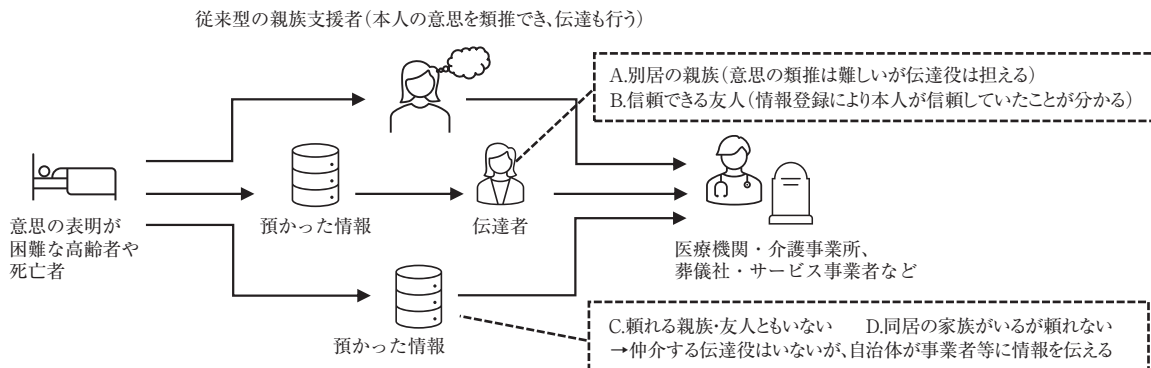 従来型の親族支援者（本人の意思を類推でき、伝達も行う）
A.別居の親族（意思の類推は難しいが伝達役は担える）
B.信頼できる友人（情報登録により本人が信頼していたことが分かる）
意思の表明が
困難な高齢者や
死亡者
預かった情報
伝達者
医療機関・介護事業所、
葬儀社・サービス事業者など
預かった情報
C.頼れる親族・友人ともいない　D.同居の家族がいるが頼れない
→仲介する伝達役はいないが、自治体が事業者等に情報を伝える